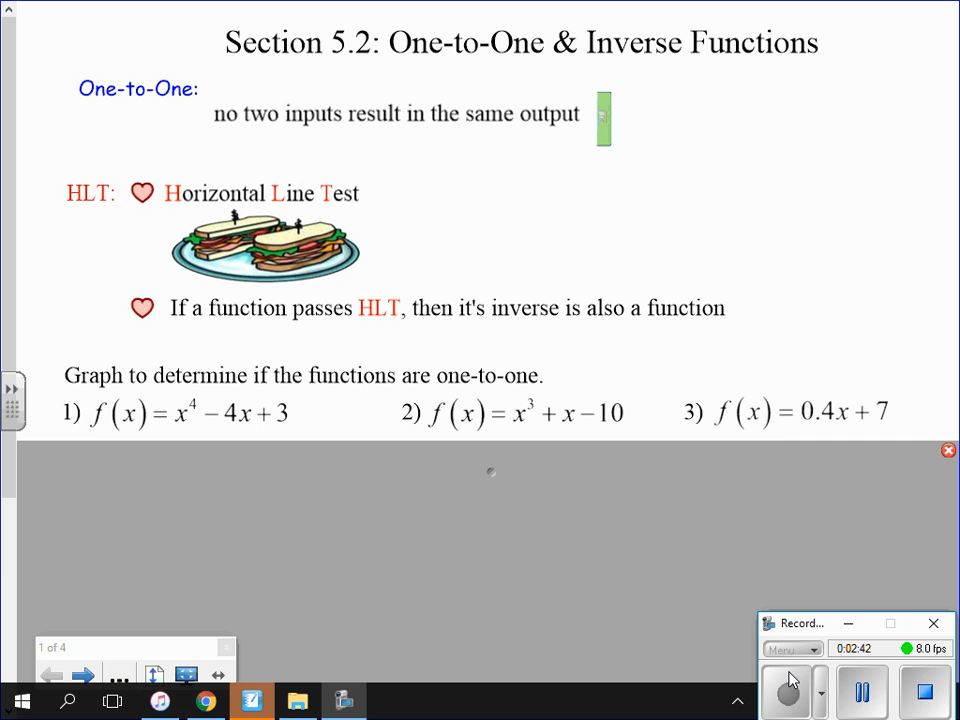 Section 5.2: One-to-One & Inverse Functions
One-to-One:
no two inputs result in the same output
HLT: Horizontal Line Test
If a function passes HLT, then it's inverse is also a function
Graph to determine if the functions are one-to-one.
1) f(x) = x⁴ − 4x + 3 2) f(x) = x³ + x − 10 3) f(x) = 0.4x + 7
Record...
1 of 4
Menu 0:02:42 8.0 fps